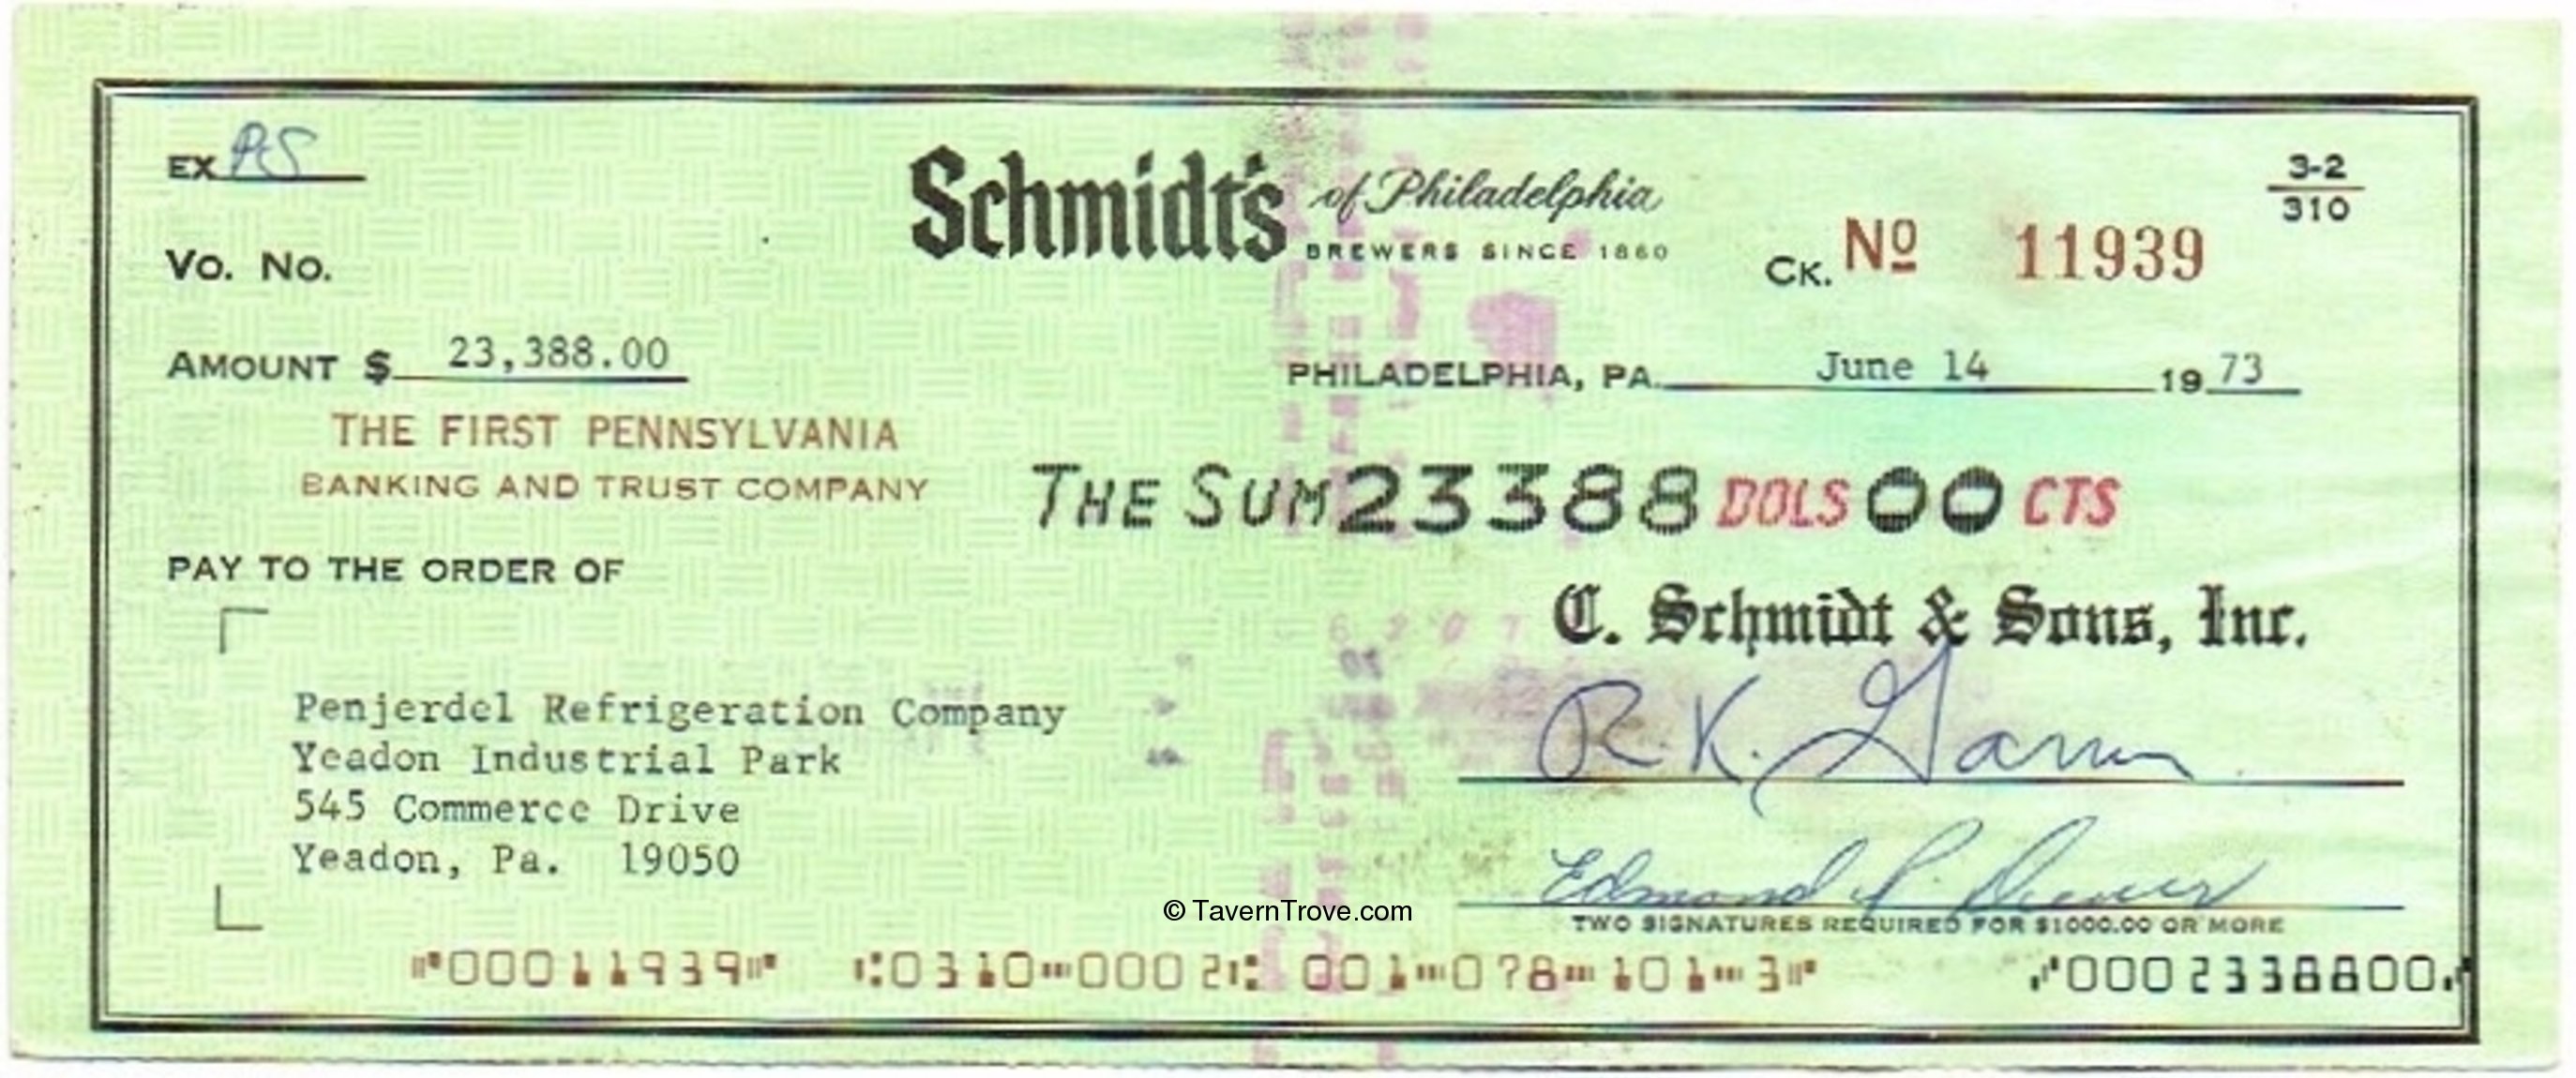 EX PS
Schmidt's of Philadelphia
BREWERS SINCE 1860
3-2
310
VO. NO.
CK. Nº 11939
AMOUNT $ 23,388.00
PHILADELPHIA, PA. June 14 1973
THE FIRST PENNSYLVANIA
BANKING AND TRUST COMPANY
THE SUM 23388 DOLS 00 CTS
PAY TO THE ORDER OF
C. Schmidt & Sons, Inc.
Penjerdel Refrigeration Company
Yeadon Industrial Park
545 Commerce Drive
Yeadon, Pa. 19050
R. K.
Edmond
© TavernTrove.com
TWO SIGNATURES REQUIRED FOR $1000.00 OR MORE
⑈00011939⑈ ⑆0310⑉0002⑆ 001⑉078⑉101⑉3⑈ ⑇0002338800⑇